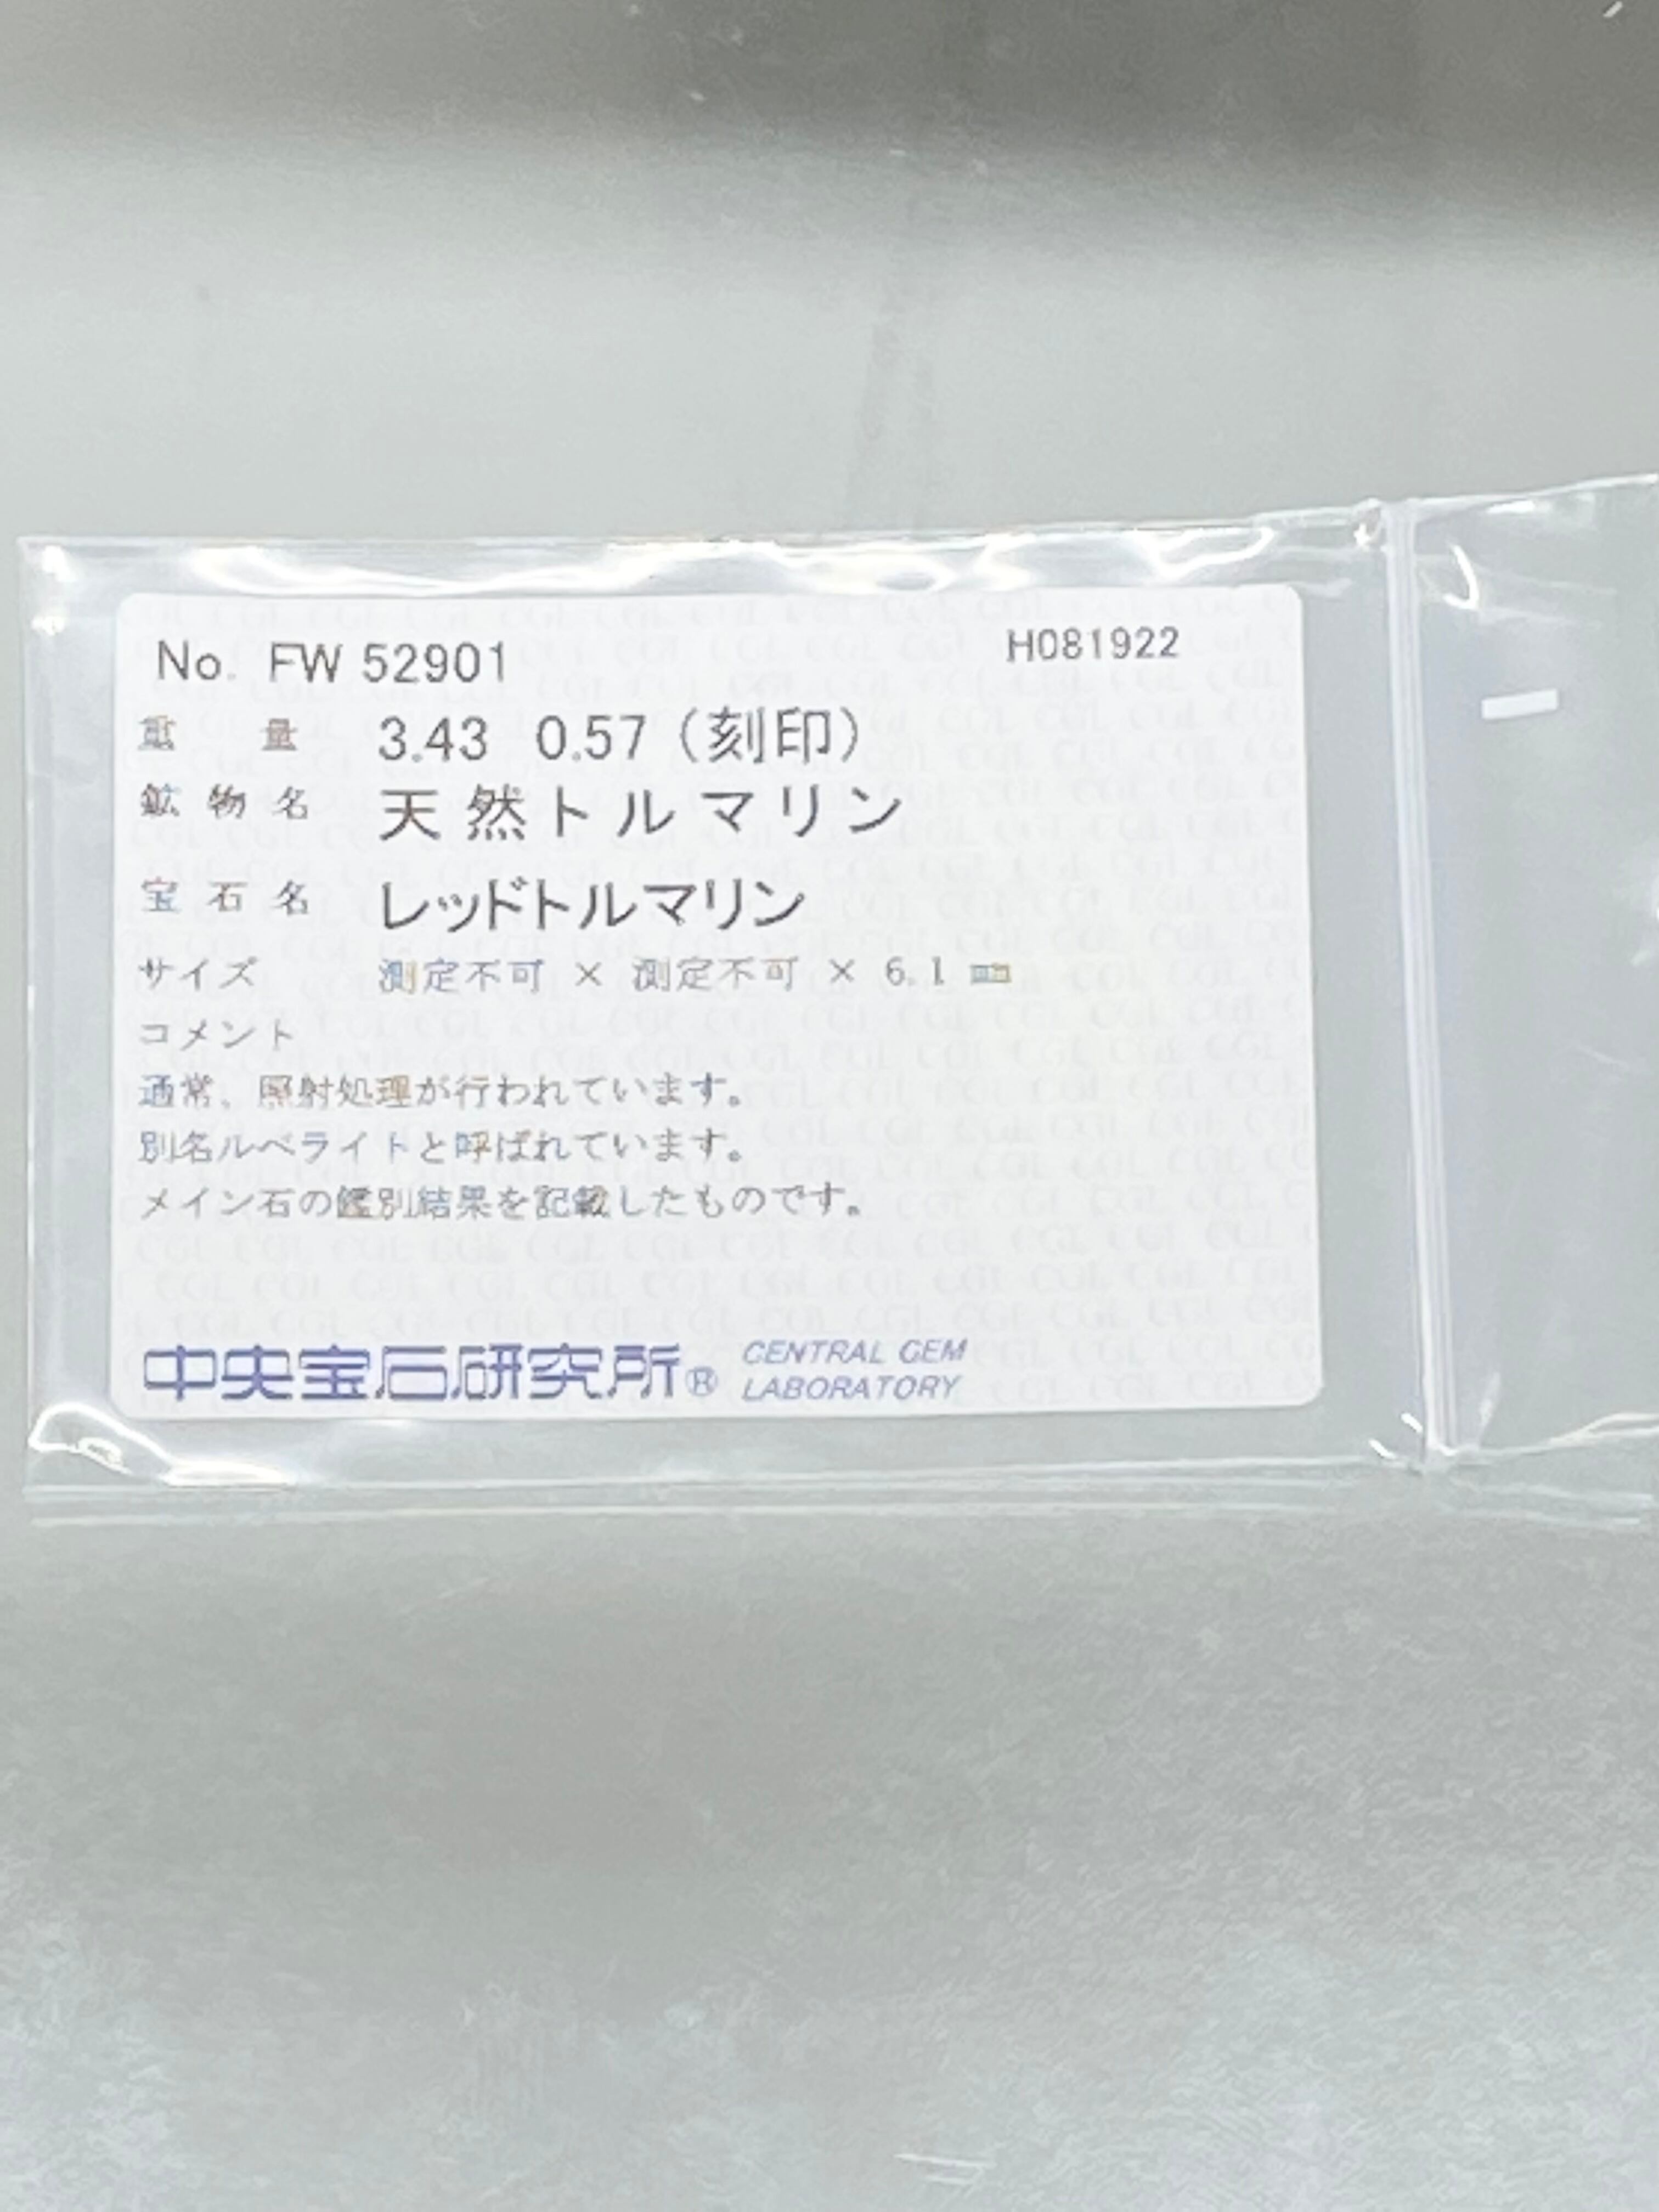 No. FW 52901
H081922
重量 3.43 0.57 (刻印)
鉱物名 天然トルマリン
宝石名 レッドトルマリン
サイズ 測定不可 × 測定不可 × 6.1 mm
コメント
通常、照射処理が行われています。
別名ルベライトと呼ばれています。
メイン石の鑑別結果を記載したものです。
中央宝石研究所® CENTRAL GEM
LABORATORY